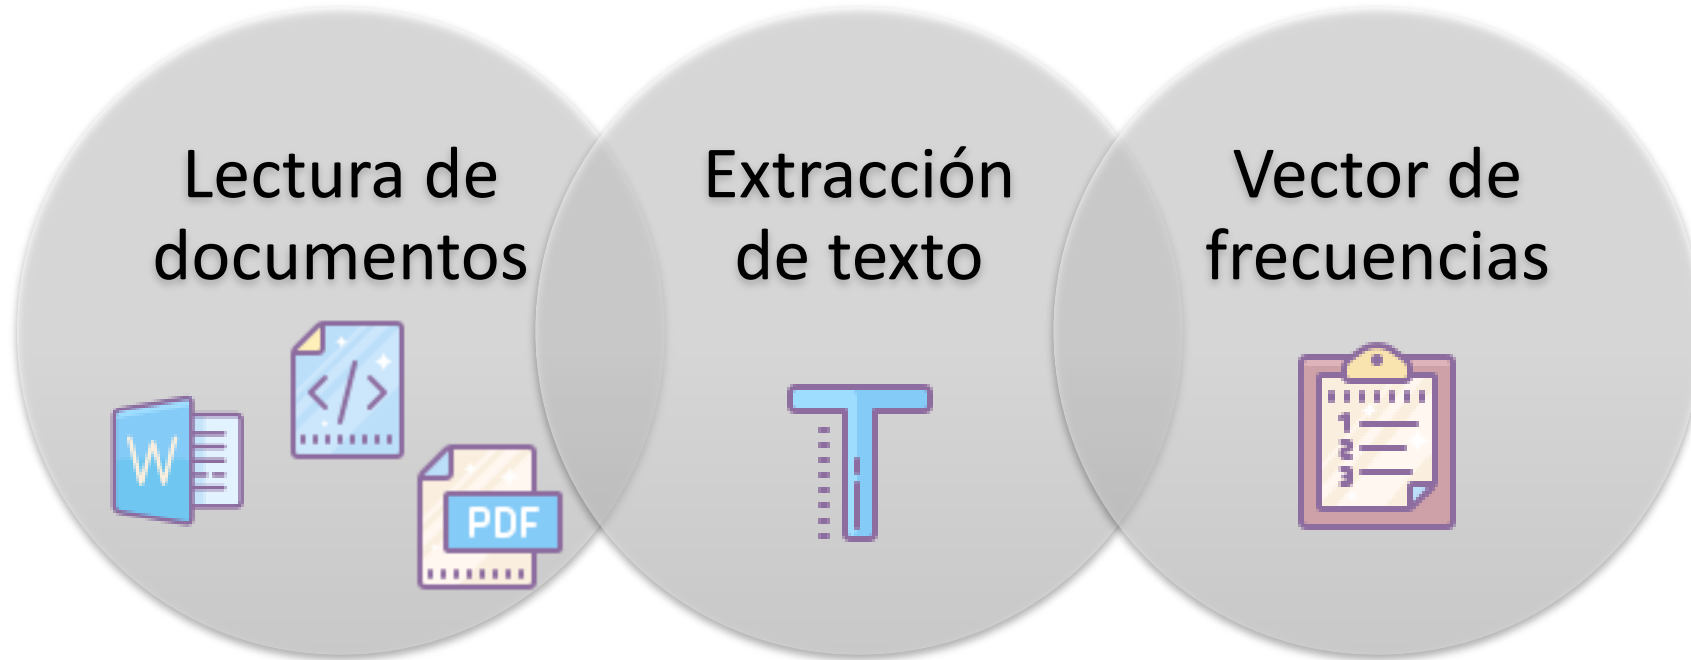 Lectura de
documentos
Extracción
de texto
Vector de
frecuencias
W
</>
PDF
T
1
2
3